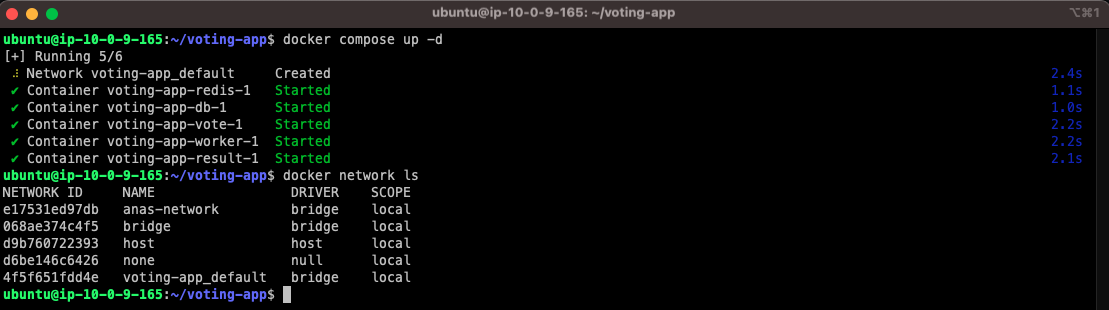 ubuntu@ip-10-0-9-165: ~/voting-app
⌥⌘1
ubuntu@ip-10-0-9-165:~/voting-app$ docker compose up -d
[+] Running 5/6
⠼ Network voting-app_default Created 2.4s
✔ Container voting-app-redis-1 Started 1.1s
✔ Container voting-app-db-1 Started 1.0s
✔ Container voting-app-vote-1 Started 2.2s
✔ Container voting-app-worker-1 Started 2.2s
✔ Container voting-app-result-1 Started 2.1s
ubuntu@ip-10-0-9-165:~/voting-app$ docker network ls
NETWORK ID NAME DRIVER SCOPE
e17531ed97db anas-network bridge local
068ae374c4f5 bridge bridge local
d9b760722393 host host local
d6be146c6426 none null local
4f5f651fdd4e voting-app_default bridge local
ubuntu@ip-10-0-9-165:~/voting-app$